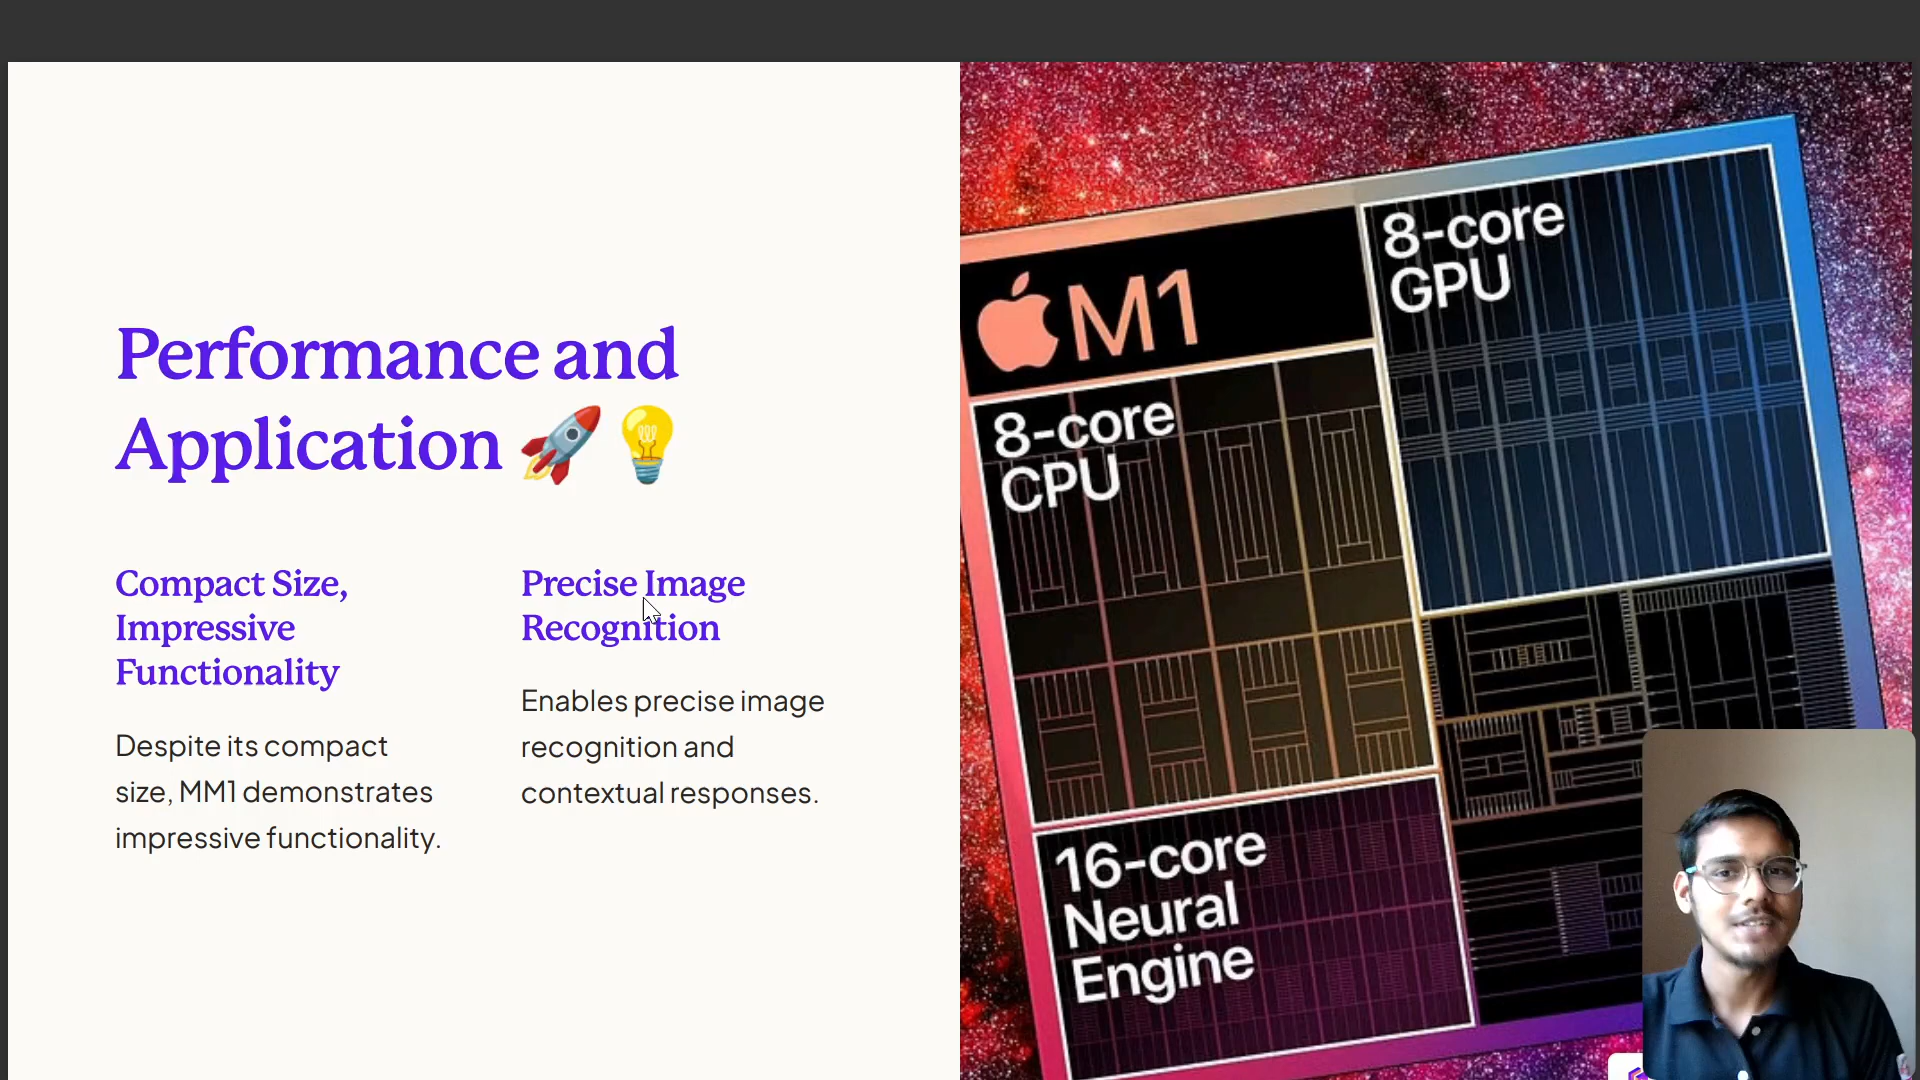 Performance and
Application 🚀💡
Compact Size,
Impressive
Functionality
Despite its compact
size, MM1 demonstrates
impressive functionality.
Precise Image
Recognition
Enables precise image
recognition and
contextual responses.
M1
8-core
GPU
8-core
CPU
16-core
Neural
Engine